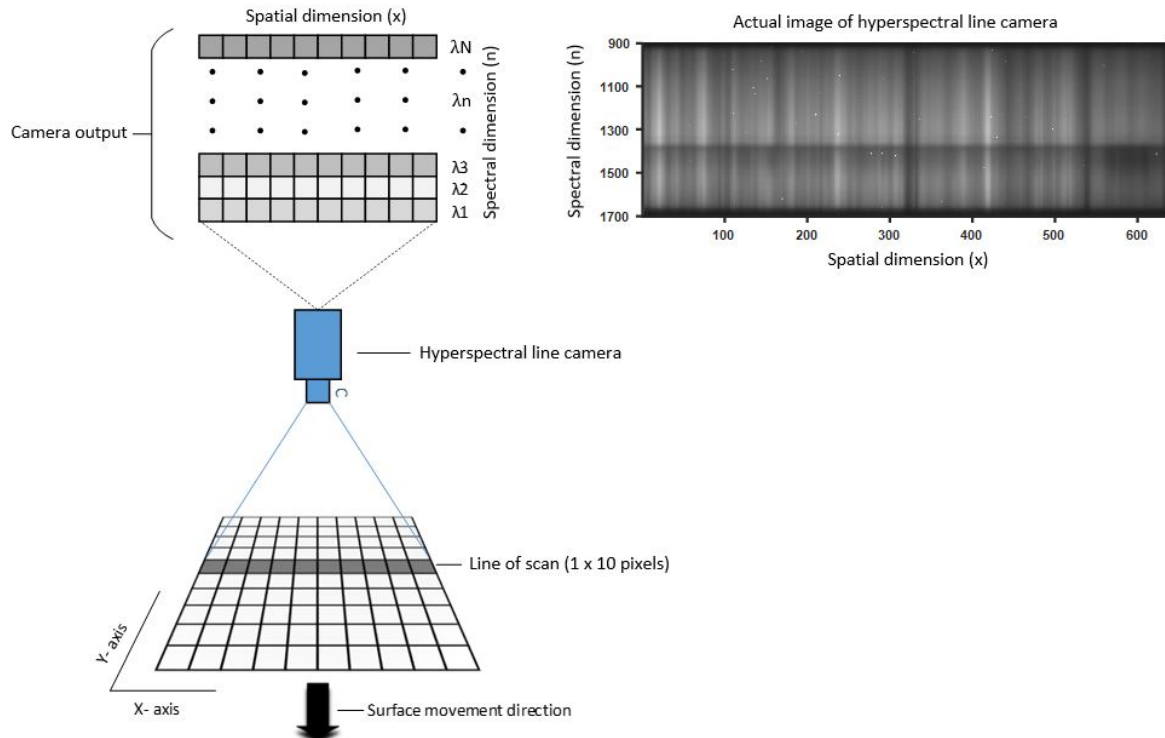 Spatial dimension (x)
λN
λn
λ3
λ2
λ1
Spectral dimension (n)
Camera output
Actual image of hyperspectral line camera
Spectral dimension (n)
900
1100
1300
1500
1700
100
200
300
400
500
600
Spatial dimension (x)
Hyperspectral line camera
C
Line of scan (1 x 10 pixels)
Y- axis
X- axis
Surface movement direction